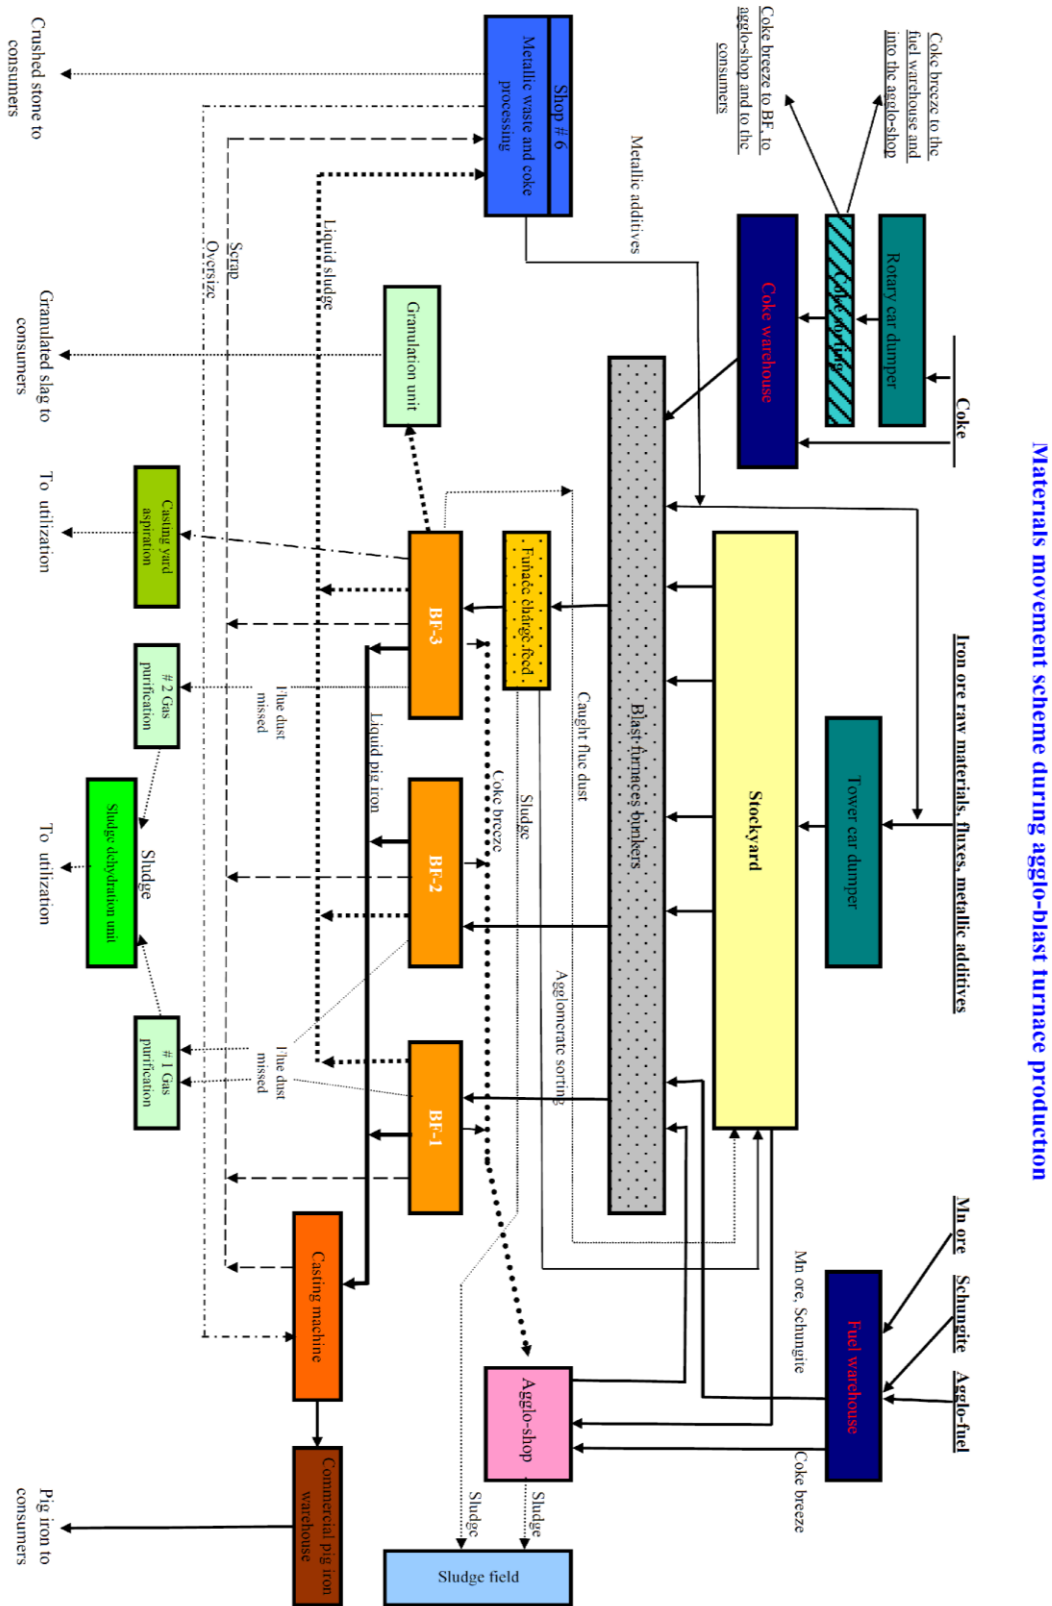 Materials movement scheme during agglo-blast furnace production
Coke
Iron ore raw materials, fluxes, metallic additives
Mn ore
Schungite
Agglo-fuel
Coke breeze to the
fuel warehouse and
into the agglo-shop
Rotary car dumper
Tower car dumper
Fuel warehouse
Coke sorting
Coke breeze to BF, to
agglo-shop and to the
consumers
Coke warehouse
Stockyard
Mn ore, Schungite
Coke breeze
Metallic additives
Blast furnaces bunkers
Caught flue dust
Agglomerate sorting
Shop # 6
Metallic waste and coke
processing
Furnace charge feed
Sludge
Agglo-shop
Sludge
Sludge
Coke breeze
Granulation unit
BF-3
BF-2
BF-1
Sludge field
Liquid pig iron
Liquid sludge
Casting machine
Commercial pig iron
warehouse
Scrap
Oversize
Flue dust
missed
Flue dust
missed
Casting yard
aspiration
# 2 Gas
purification
Sludge
# 1 Gas
purification
Sludge dehydration unit
Crushed stone to
consumers
Granulated slag to
consumers
To utilization
To utilization
Pig iron to
consumers